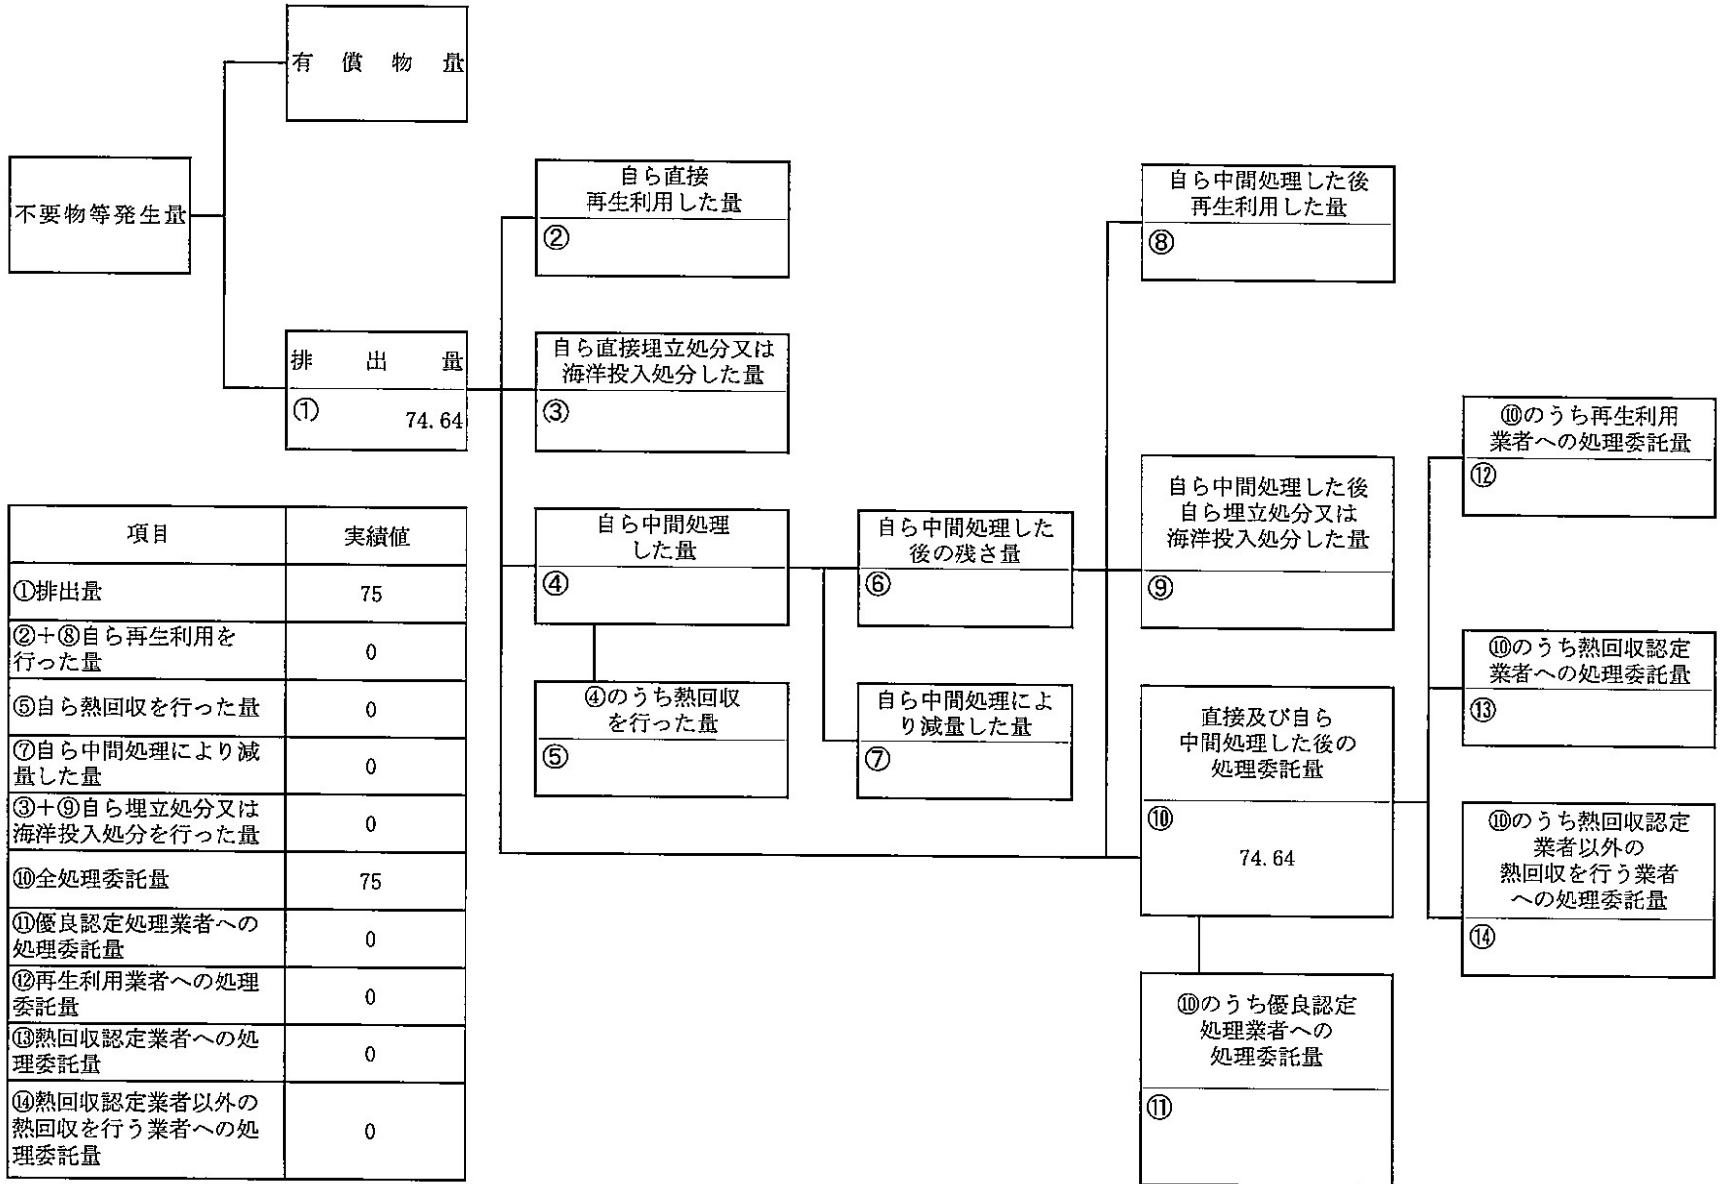 有償物量
不要物等発生量
排出量
① 74.64
自ら直接
再生利用した量
②
自ら直接埋立処分又は
海洋投入処分した量
③
自ら中間処理
した量
④
④のうち熱回収
を行った量
⑤
自ら中間処理した
後の残さ量
⑥
自ら中間処理によ
り減量した量
⑦
自ら中間処理した後
再生利用した量
⑧
自ら中間処理した後
自ら埋立処分又は
海洋投入処分した量
⑨
直接及び自ら
中間処理した後の
処理委託量
⑩
74.64
⑩のうち優良認定
処理業者への
処理委託量
⑪
⑩のうち再生利用
業者への処理委託量
⑫
⑩のうち熱回収認定
業者への処理委託量
⑬
⑩のうち熱回収認定
業者以外の
熱回収を行う業者
への処理委託量
⑭
項目 実績値
①排出量 75
②+⑧自ら再生利用を
行った量 0
⑤自ら熱回収を行った量 0
⑦自ら中間処理により減
量した量 0
③+⑨自ら埋立処分又は
海洋投入処分を行った量 0
⑩全処理委託量 75
⑪優良認定処理業者への
処理委託量 0
⑫再生利用業者への処理
委託量 0
⑬熱回収認定業者への処
理委託量 0
⑭熱回収認定業者以外の
熱回収を行う業者への処
理委託量 0